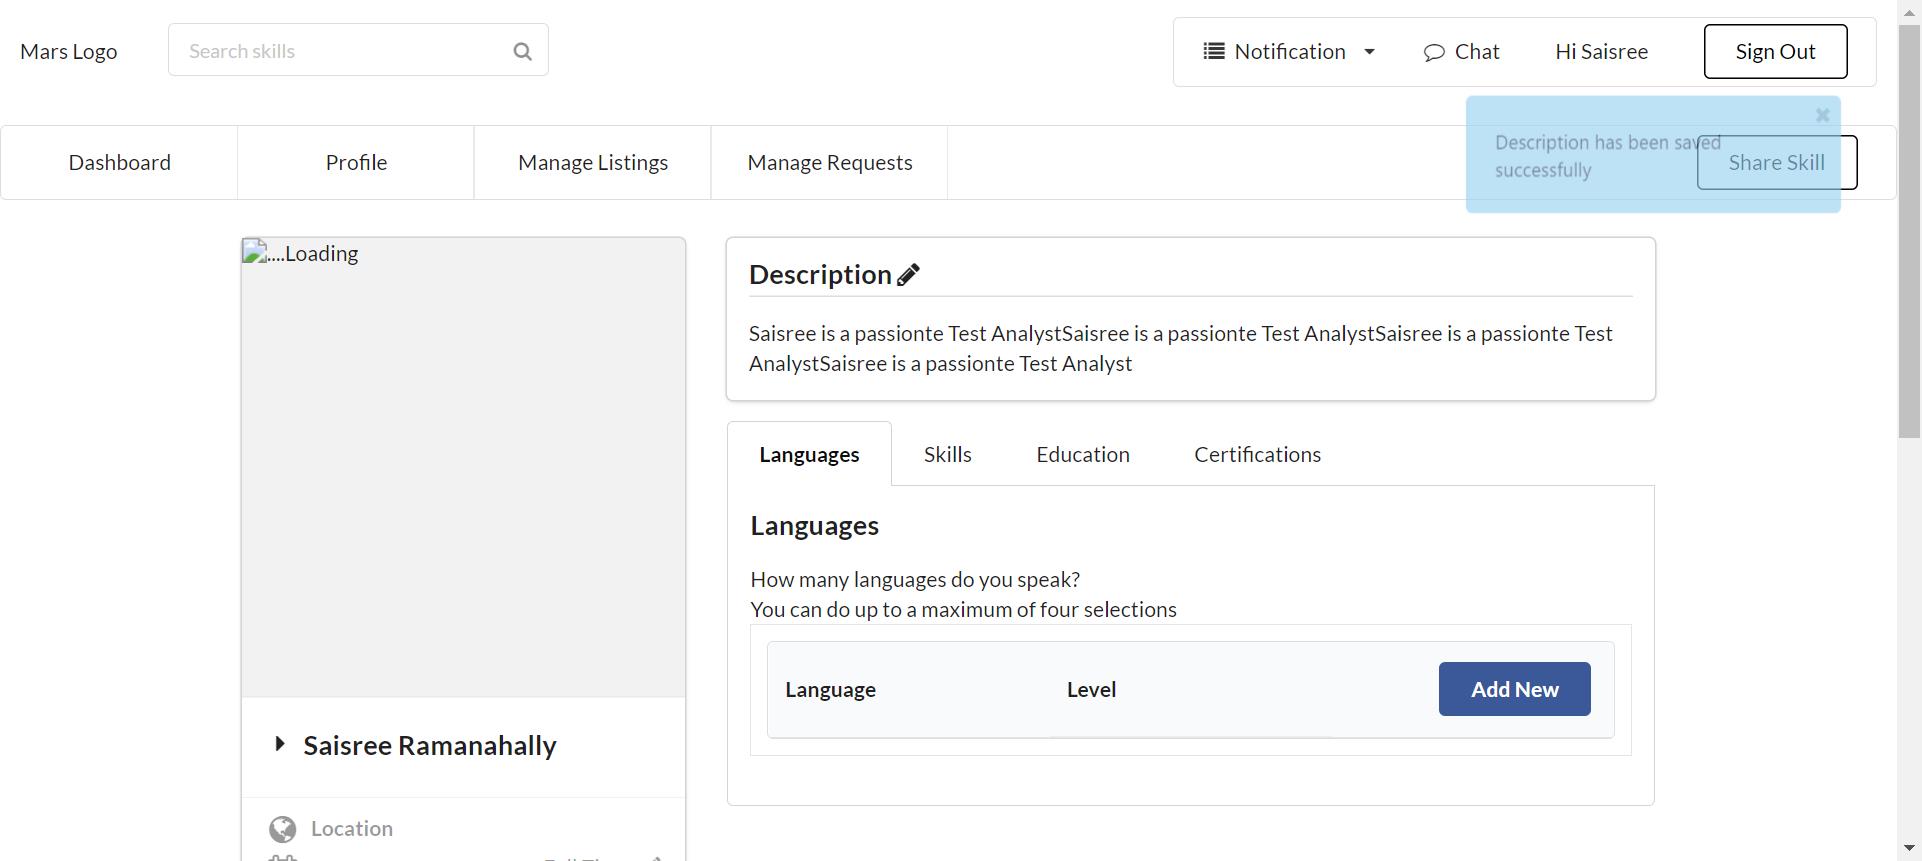 Mars Logo
Search skills
Notification
Chat
Hi Saisree
Sign Out
Dashboard
Profile
Manage Listings
Manage Requests
Description has been saved
successfully
Share Skill
....Loading
Description
Saisree is a passionte Test AnalystSaisree is a passionte Test AnalystSaisree is a passionte Test
AnalystSaisree is a passionte Test Analyst
Languages
Skills
Education
Certifications
Languages
How many languages do you speak?
You can do up to a maximum of four selections
Language
Level
Add New
Saisree Ramanahally
Location